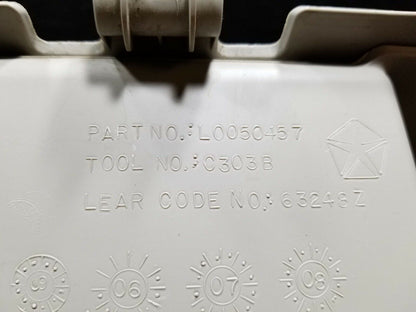 PART NO.: L0050457
TOOL NO.: C303B
LEAR CODE NO.: 63248Z
06 07 08